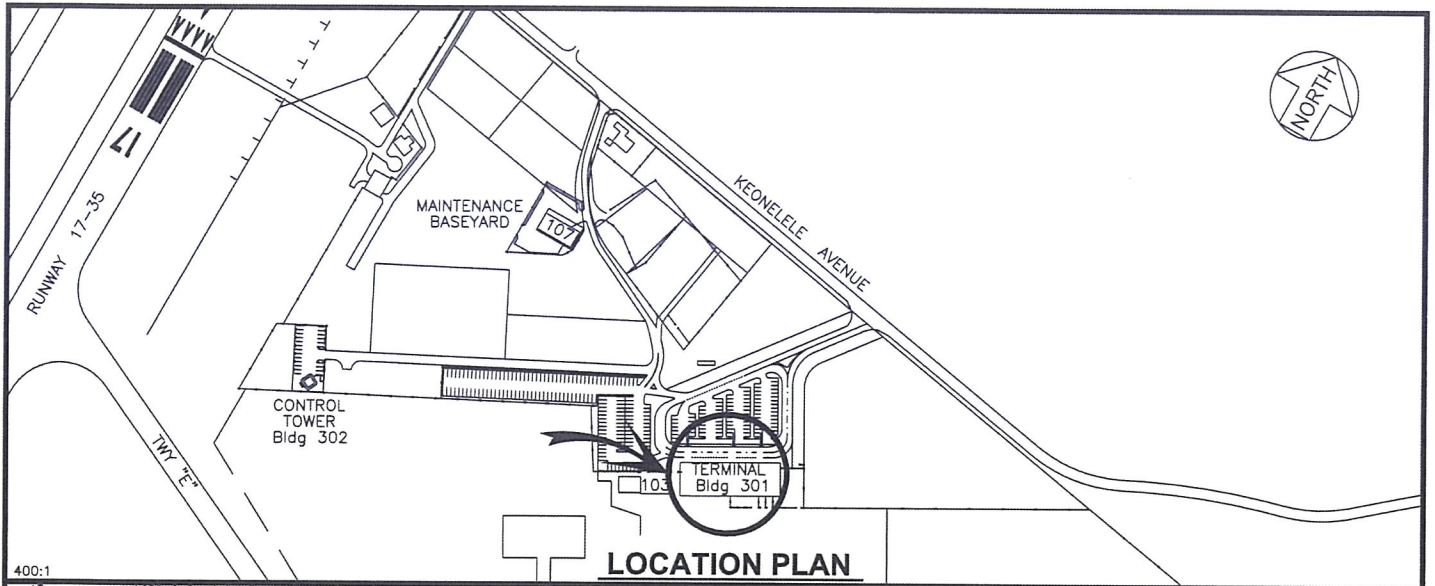 NORTH
17
RUNWAY 17-35
MAINTENANCE
BASEYARD
107
KEONELELE AVENUE
CONTROL
TOWER
Bldg 302
TWY "E"
TERMINAL
Bldg 301
103
LOCATION PLAN
400:1